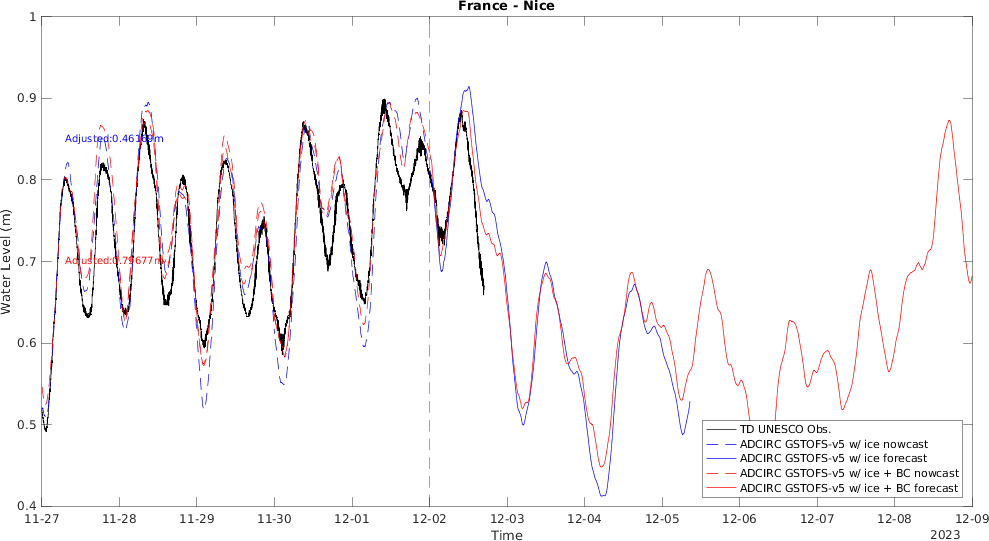 France - Nice
Water Level (m)
1
0.9
0.8
0.7
0.6
0.5
0.4
Adjusted:0.46169m
Adjusted:0.79677m
TD UNESCO Obs.
ADCIRC GSTOFS-v5 w/ ice nowcast
ADCIRC GSTOFS-v5 w/ ice forecast
ADCIRC GSTOFS-v5 w/ ice + BC nowcast
ADCIRC GSTOFS-v5 w/ ice + BC forecast
11-27 11-28 11-29 11-30 12-01 12-02 12-03 12-04 12-05 12-06 12-07 12-08 12-09
Time
2023